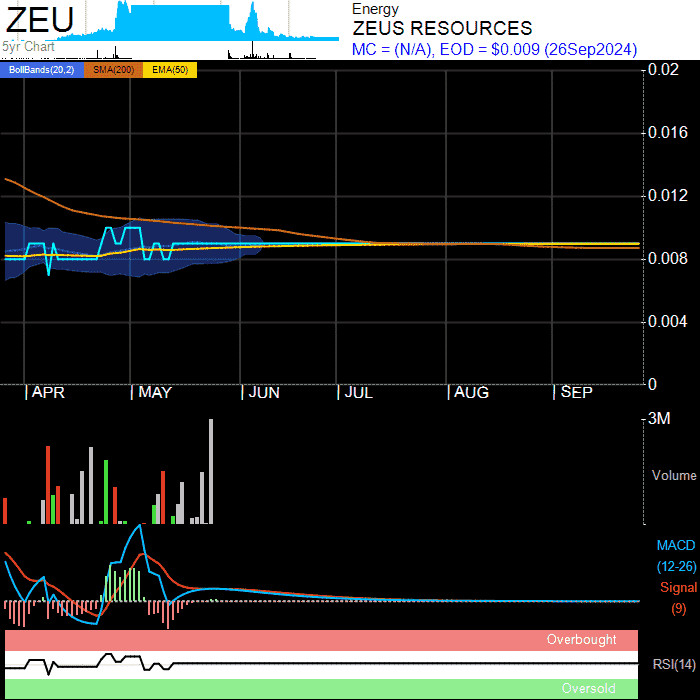 ZEU
5yr Chart
Energy
ZEUS RESOURCES
MC = (N/A), EOD = $0.009 (26Sep2024)
BollBands(20,2) SMA(200) EMA(50)
0.02
0.016
0.012
0.008
0.004
0
APR MAY JUN JUL AUG SEP
3M
Volume
MACD
(12-26)
Signal
(9)
Overbought
RSI(14)
Oversold